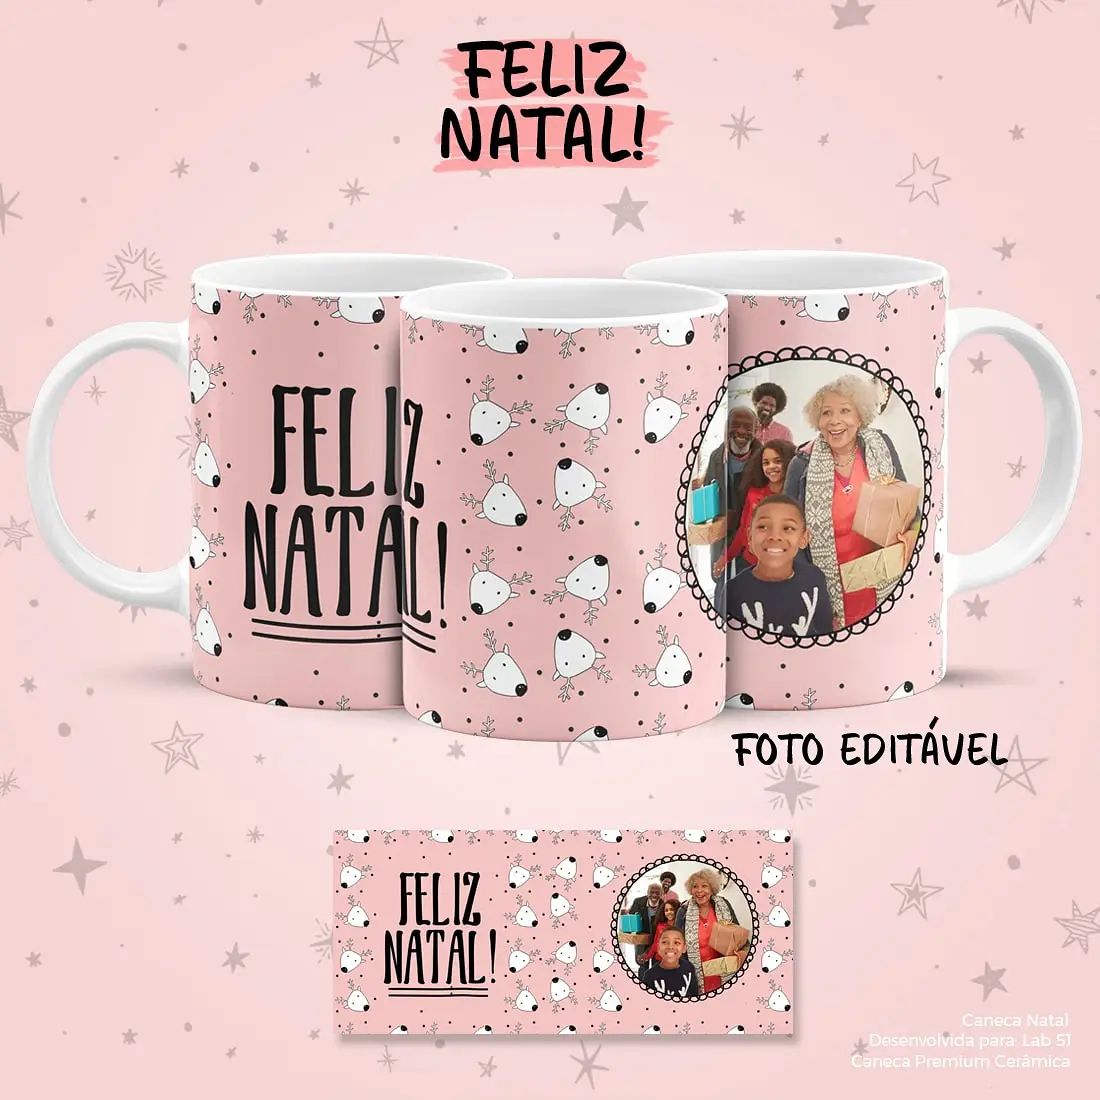 FELIZ
NATAL!
FELIZ
NATAL!
FOTO EDITÁVEL
FELIZ
NATAL!
Caneca Natal
Desenvolvida para: Lab 51
Caneca Premium Cerâmica